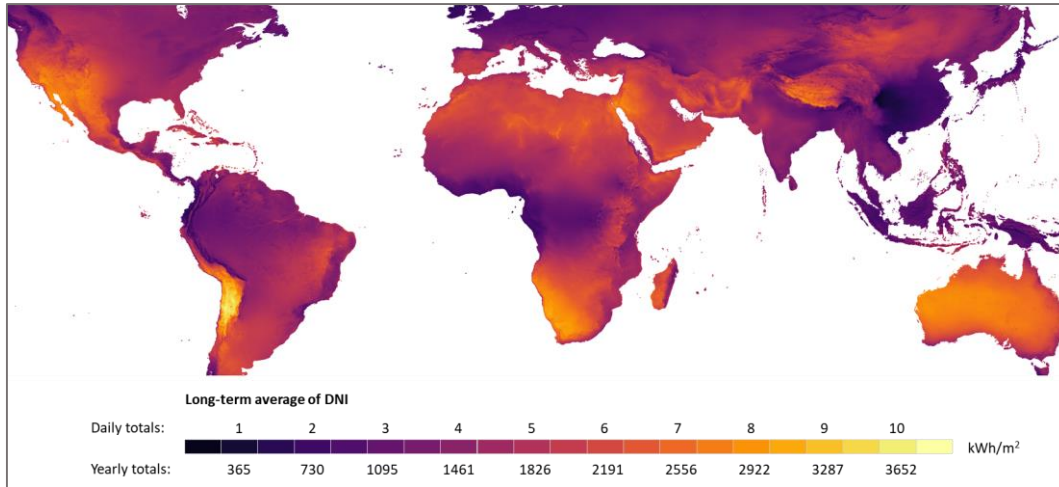 Long-term average of DNI
Daily totals: 1 2 3 4 5 6 7 8 9 10
kWh/m²
Yearly totals: 365 730 1095 1461 1826 2191 2556 2922 3287 3652